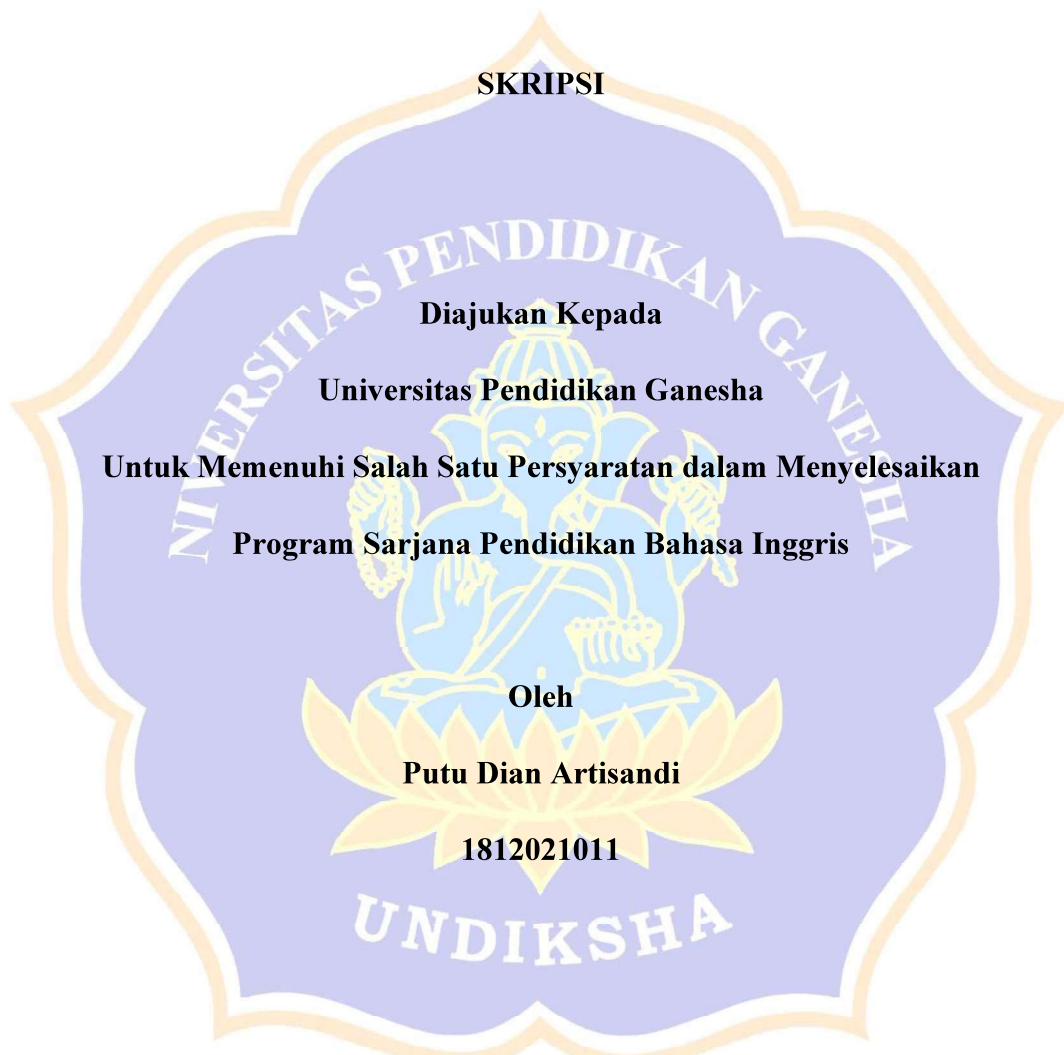 SKRIPSI
NIVERSITAS PENDIDIKAN GANESHA
Diajukan Kepada
Universitas Pendidikan Ganesha
Untuk Memenuhi Salah Satu Persyaratan dalam Menyelesaikan
Program Sarjana Pendidikan Bahasa Inggris
Oleh
Putu Dian Artisandi
1812021011
UNDIKSHA